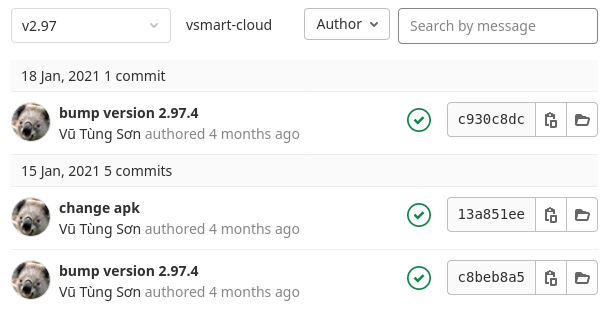 v2.97 vsmart-cloud Author Search by message
18 Jan, 2021 1 commit
bump version 2.97.4
Vũ Tùng Sơn authored 4 months ago
c930c8dc
15 Jan, 2021 5 commits
change apk
Vũ Tùng Sơn authored 4 months ago
13a851ee
bump version 2.97.4
Vũ Tùng Sơn authored 4 months ago
c8beb8a5